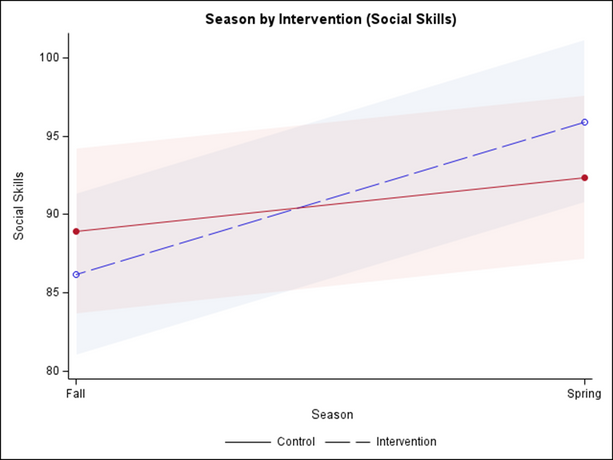 Season by Intervention (Social Skills)
100
95
90
85
80
Social Skills
Fall
Spring
Season
Control
Intervention